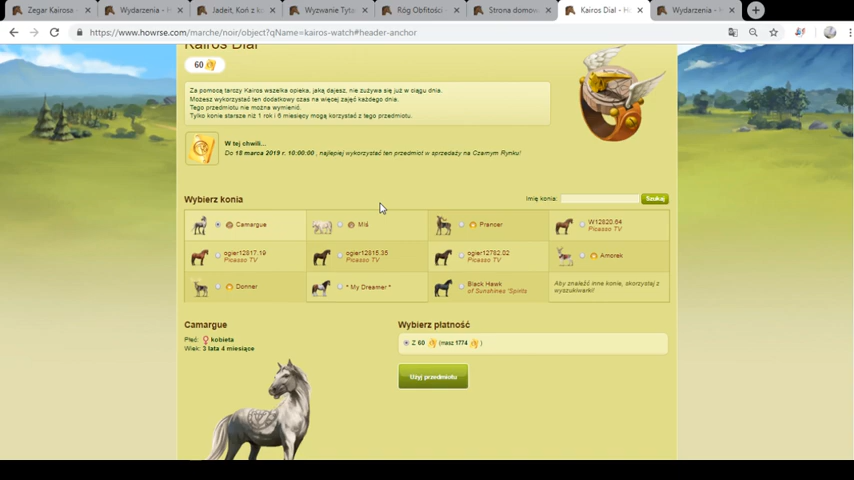 Zegar Kairosa -
Wydarzenia - H
Jadeit, Koń z k
Wyzwanie Tyta
Róg Obfitości -
Strona domow
Kairos Dial - H
Wydarzenia - H
https://www.howrse.com/marche/noir/object?qName=kairos-watch#header-anchor
Kairos Dial
60
Za pomocą tarczy Kairos wszelka opieka, jaką dajesz, nie zużywa się już w ciągu dnia.
Możesz wykorzystać ten dodatkowy czas na więcej zajęć każdego dnia.
Tego przedmiotu nie można wymienić.
Tylko konie starsze niż 1 rok i 6 miesięcy mogą korzystać z tego przedmiotu.
W tej chwili...
Do 18 marca 2019 r. 10:00:00 , najlepiej wykorzystać ten przedmiot w sprzedaży na Czarnym Rynku!
Wybierz konia
Imię konia:
Szukaj
Camargue
Miś
Prancer
W12820.64
Picasso TV
ogier12817.19
Picasso TV
ogier12815.35
Picasso TV
ogier12782.02
Picasso TV
Amorek
Donner
* My Dreamer *
Black Hawk
of Sunshines 'Spirits
Aby znaleźć inne konie, skorzystaj z
wyszukiwarki!
Camargue
Płeć: kobieta
Wiek: 3 lata 4 miesiące
Wybierz płatność
Z 60 (masz 1774 )
Użyj przedmiotu